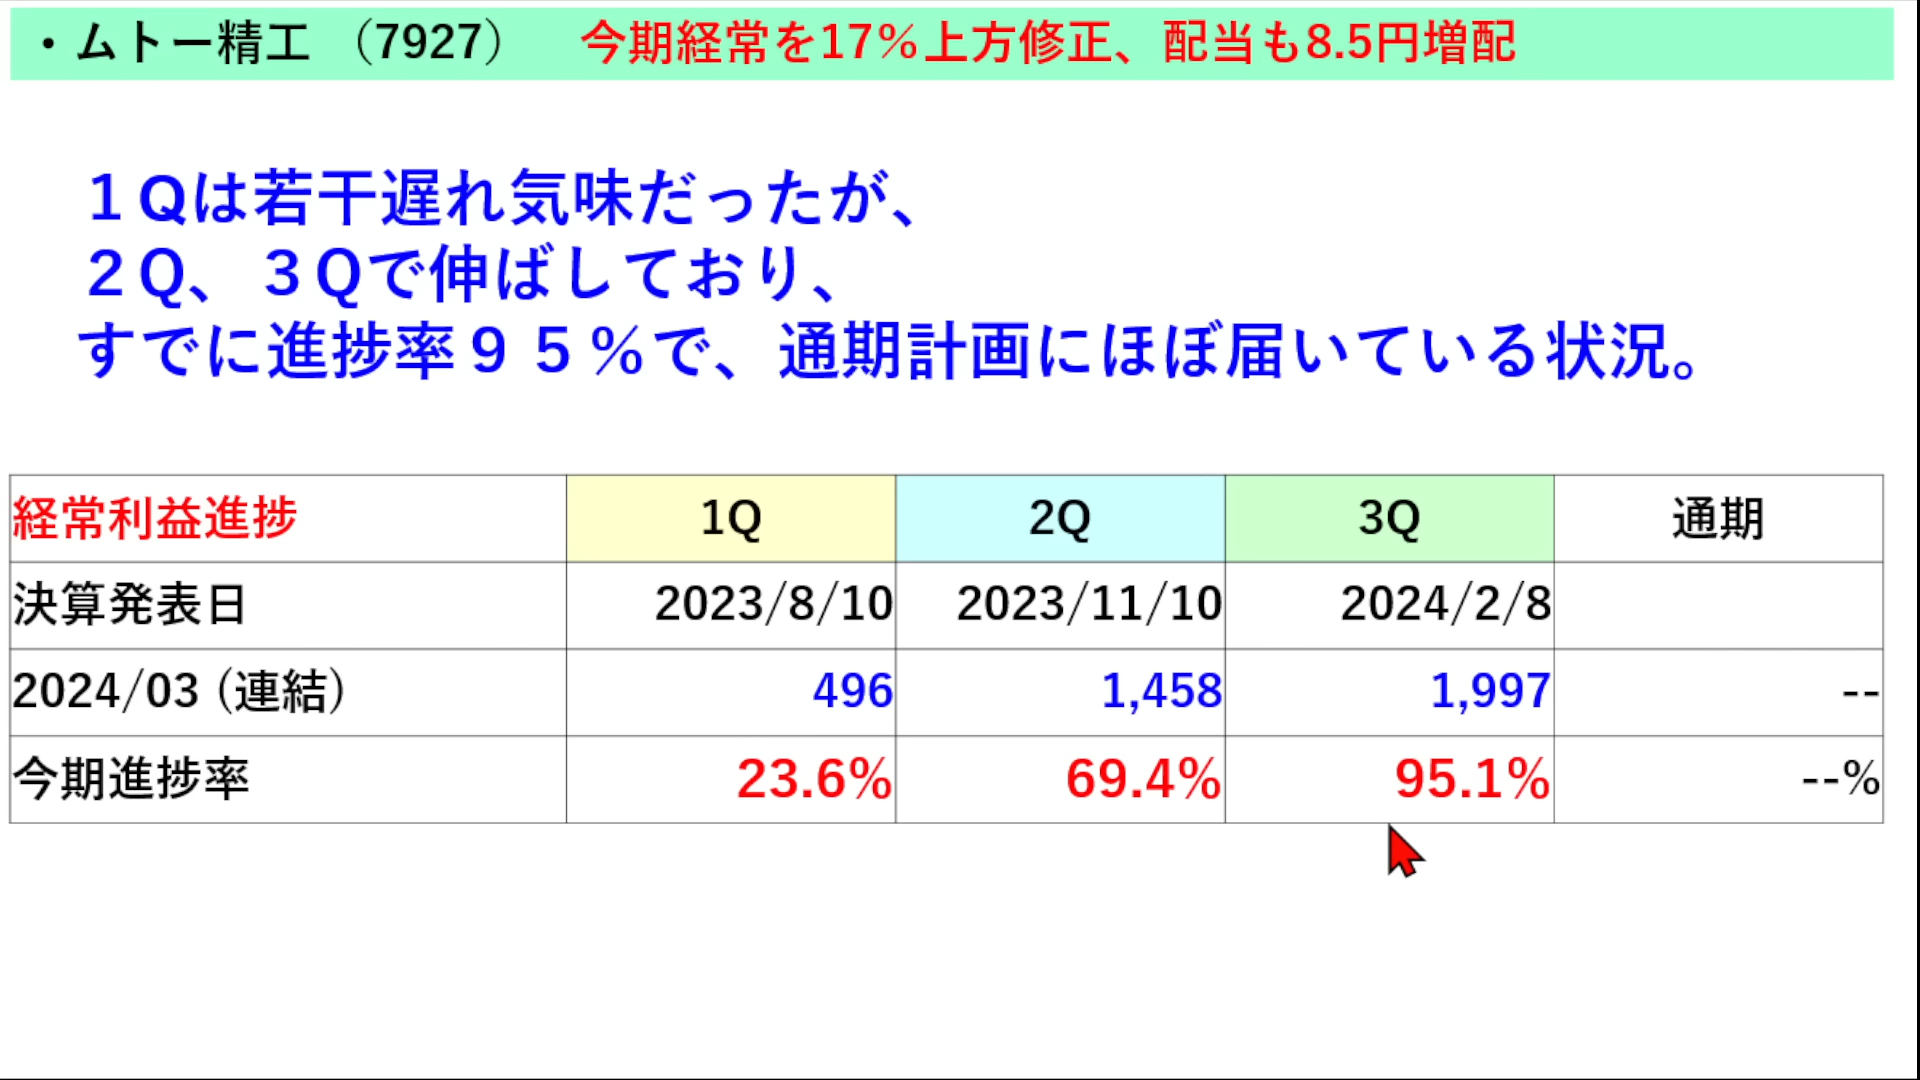 ・ムトー精工 （7927） 今期経常を17％上方修正、配当も8.5円増配
１Qは若干遅れ気味だったが、
２Q、３Qで伸ばしており、
すでに進捗率９５％で、通期計画にほぼ届いている状況。
経常利益進捗 1Q 2Q 3Q 通期
決算発表日 2023/8/10 2023/11/10 2024/2/8
2024/03 (連結) 496 1,458 1,997 --
今期進捗率 23.6% 69.4% 95.1% --%